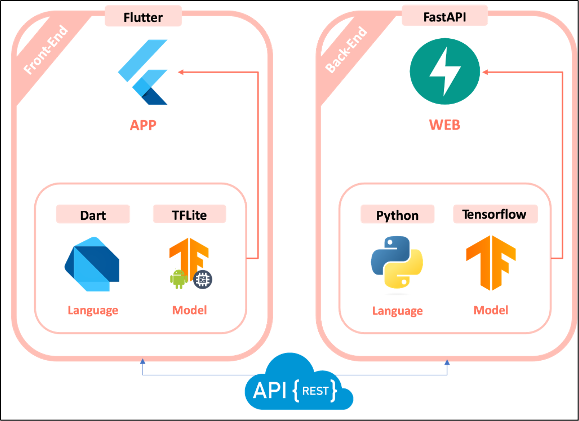 Front-End
Flutter
APP
Dart
TFLite
Language
Model
Back-End
FastAPI
WEB
Python
Tensorflow
Language
Model
API {REST}